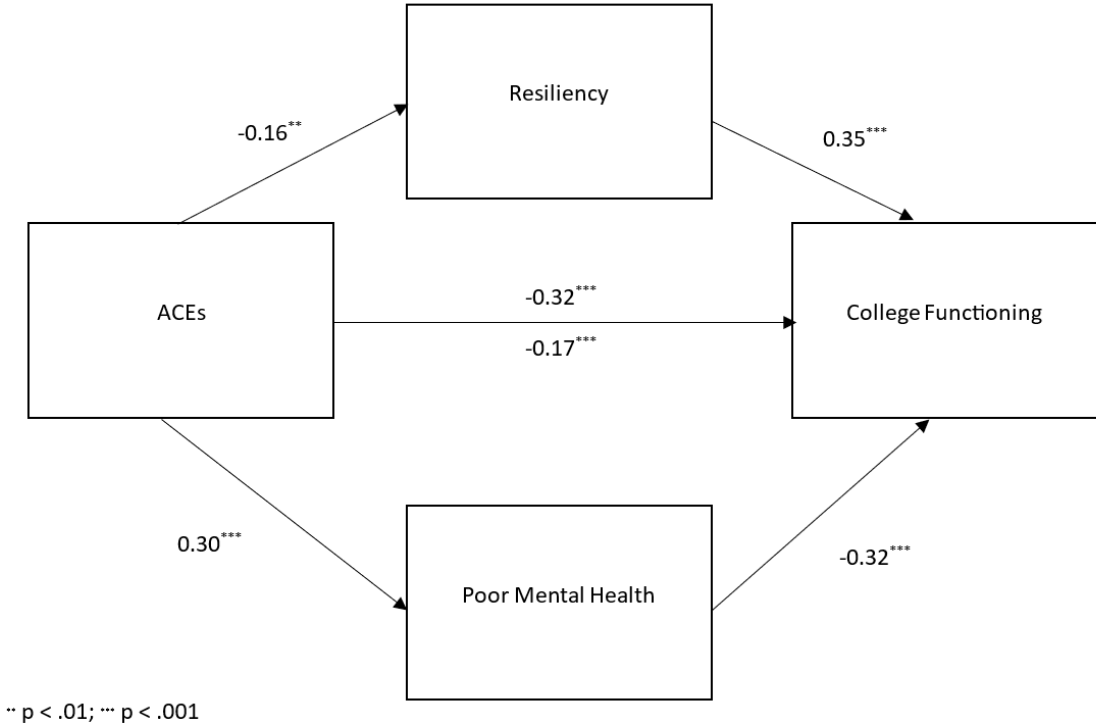 Resiliency
-0.16**
0.35***
ACEs
-0.32***
-0.17***
College Functioning
0.30***
-0.32***
Poor Mental Health
** p < .01; *** p < .001